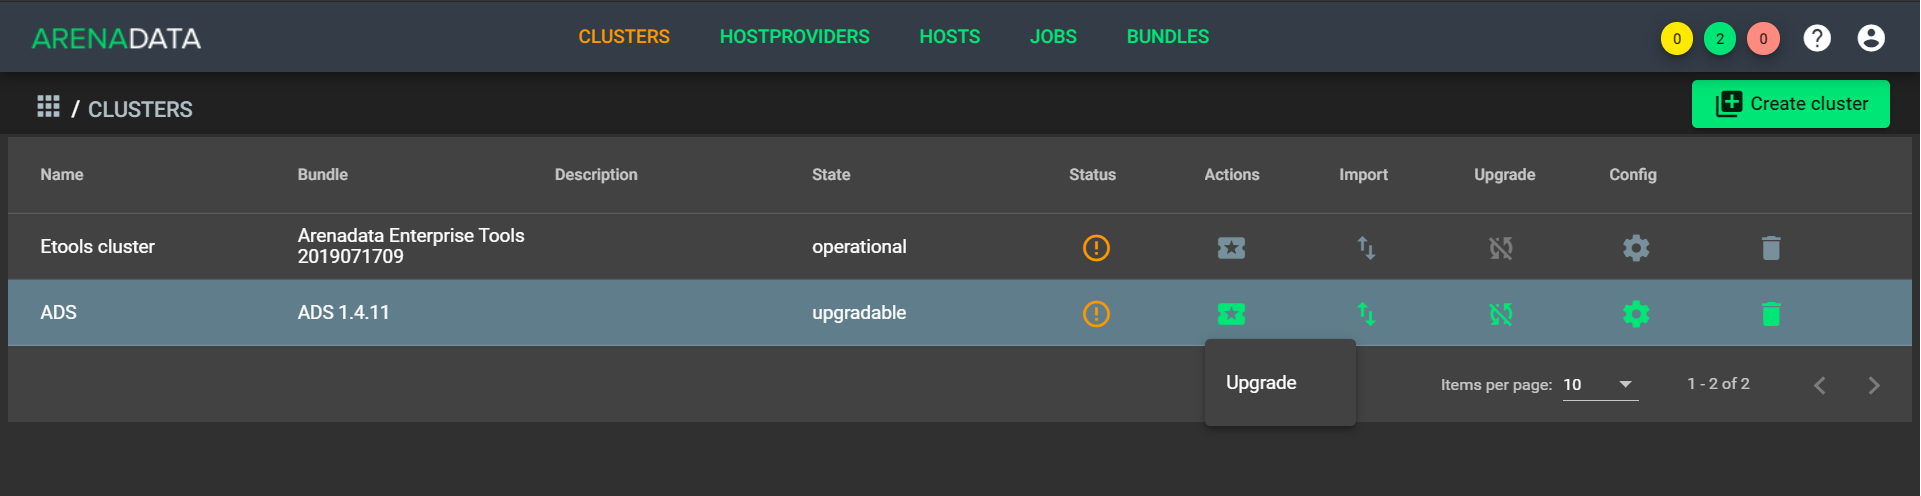 ARENADATA
CLUSTERS HOSTPROVIDERS HOSTS JOBS BUNDLES
0 2 0 ?
/ CLUSTERS
Create cluster
Name Bundle Description State Status Actions Import Upgrade Config
Etools cluster Arenadata Enterprise Tools operational
2019071709
ADS ADS 1.4.11 upgradable
Upgrade
Items per page: 10 1 - 2 of 2